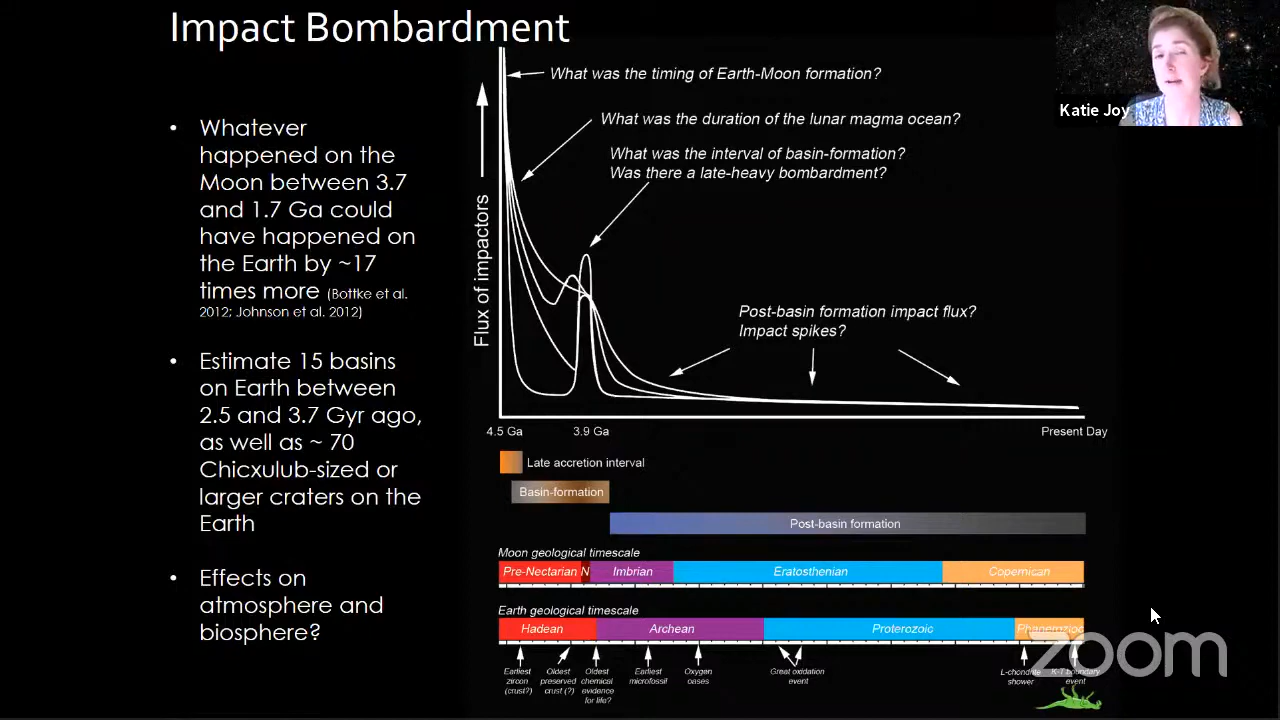 Impact Bombardment
Katie Joy
• Whatever
happened on the
Moon between 3.7
and 1.7 Ga could
have happened on
the Earth by ~17
times more (Bottke et al.
2012; Johnson et al. 2012)
• Estimate 15 basins
on Earth between
2.5 and 3.7 Gyr ago,
as well as ~ 70
Chicxulub-sized or
larger craters on the
Earth
• Effects on
atmosphere and
biosphere?
Flux of impactors
What was the timing of Earth-Moon formation?
What was the duration of the lunar magma ocean?
What was the interval of basin-formation?
Was there a late-heavy bombardment?
Post-basin formation impact flux?
Impact spikes?
4.5 Ga 3.9 Ga Present Day
Late accretion interval
Basin-formation
Post-basin formation
Moon geological timescale
Pre-Nectarian N Imbrian Eratosthenian Copernican
Earth geological timescale
Hadean Archean Proterozoic Phanerozoic
Earliest
zircon
(crust?)
Oldest
preserved
crust (?)
Oldest
chemical
evidence
for life?
Earliest
microfossil
Oxygen
oases
Great oxidation
event
L-chondrite
shower
K-T boundary
event
zoom